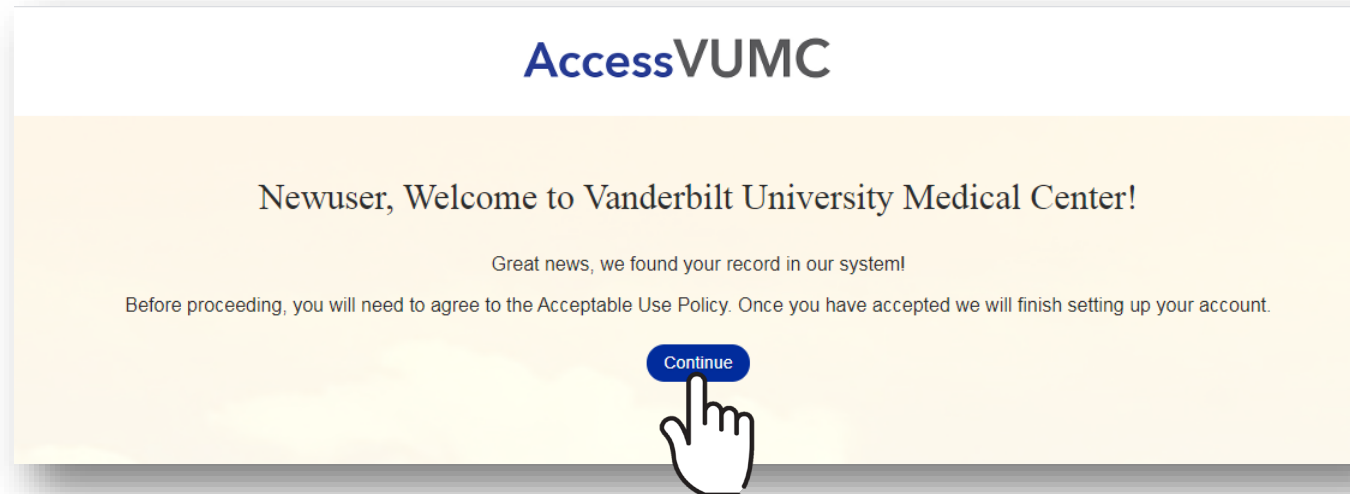 AccessVUMC
Newuser, Welcome to Vanderbilt University Medical Center!
Great news, we found your record in our system!
Before proceeding, you will need to agree to the Acceptable Use Policy. Once you have accepted we will finish setting up your account.
Continue